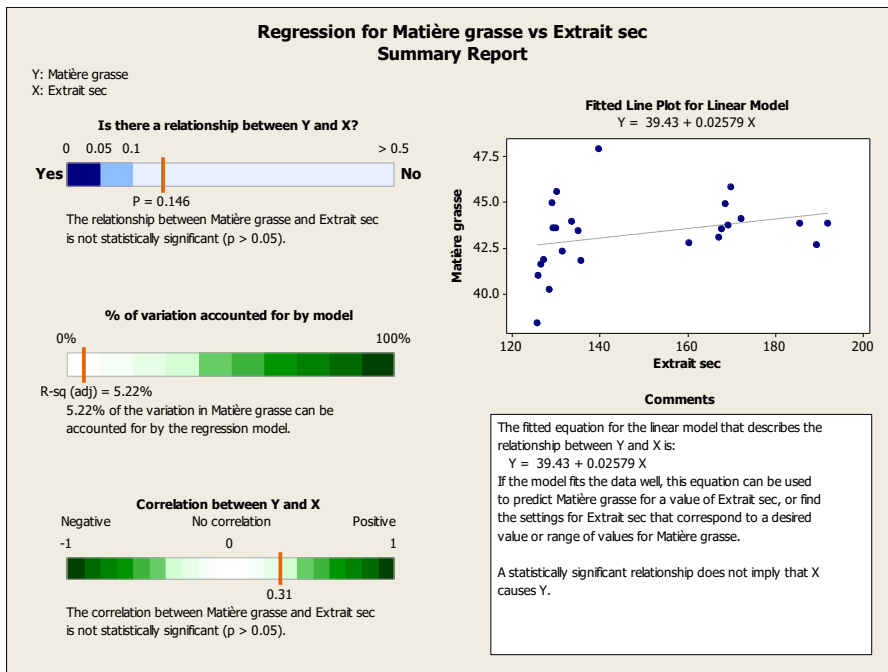 Regression for Matière grasse vs Extrait sec
Summary Report
Y: Matière grasse
X: Extrait sec
Is there a relationship between Y and X?
0 0.05 0.1 > 0.5
Yes No
P = 0.146
The relationship between Matière grasse and Extrait sec
is not statistically significant (p > 0.05).
% of variation accounted for by model
0% 100%
R-sq (adj) = 5.22%
5.22% of the variation in Matière grasse can be
accounted for by the regression model.
Correlation between Y and X
Negative No correlation Positive
-1 0 1
0.31
The correlation between Matière grasse and Extrait sec
is not statistically significant (p > 0.05).
Fitted Line Plot for Linear Model
Y = 39.43 + 0.02579 X
47.5
45.0
42.5
40.0
Matière grasse
120 140 160 180 200
Extrait sec
Comments
The fitted equation for the linear model that describes the
relationship between Y and X is:
Y = 39.43 + 0.02579 X
If the model fits the data well, this equation can be used
to predict Matière grasse for a value of Extrait sec, or find
the settings for Extrait sec that correspond to a desired
value or range of values for Matière grasse.
A statistically significant relationship does not imply that X
causes Y.